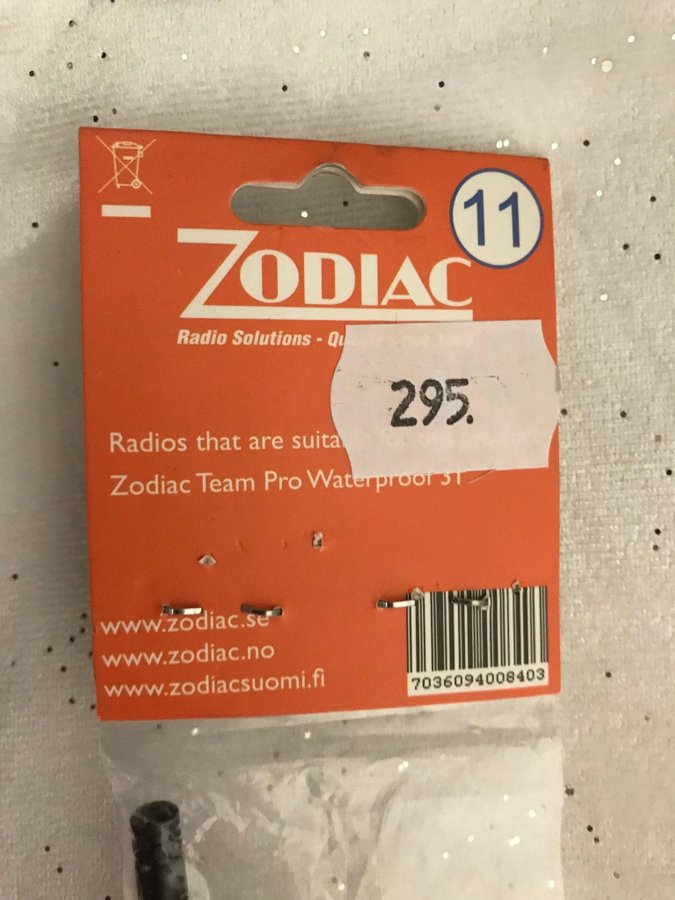 11
ZODIAC
Radio Solutions -
295.
Radios that are
Zodiac Team Pro Waterproof 31
www.zodiac.se
www.zodiac.no
www.zodiacsuomi.fi
7036094008403